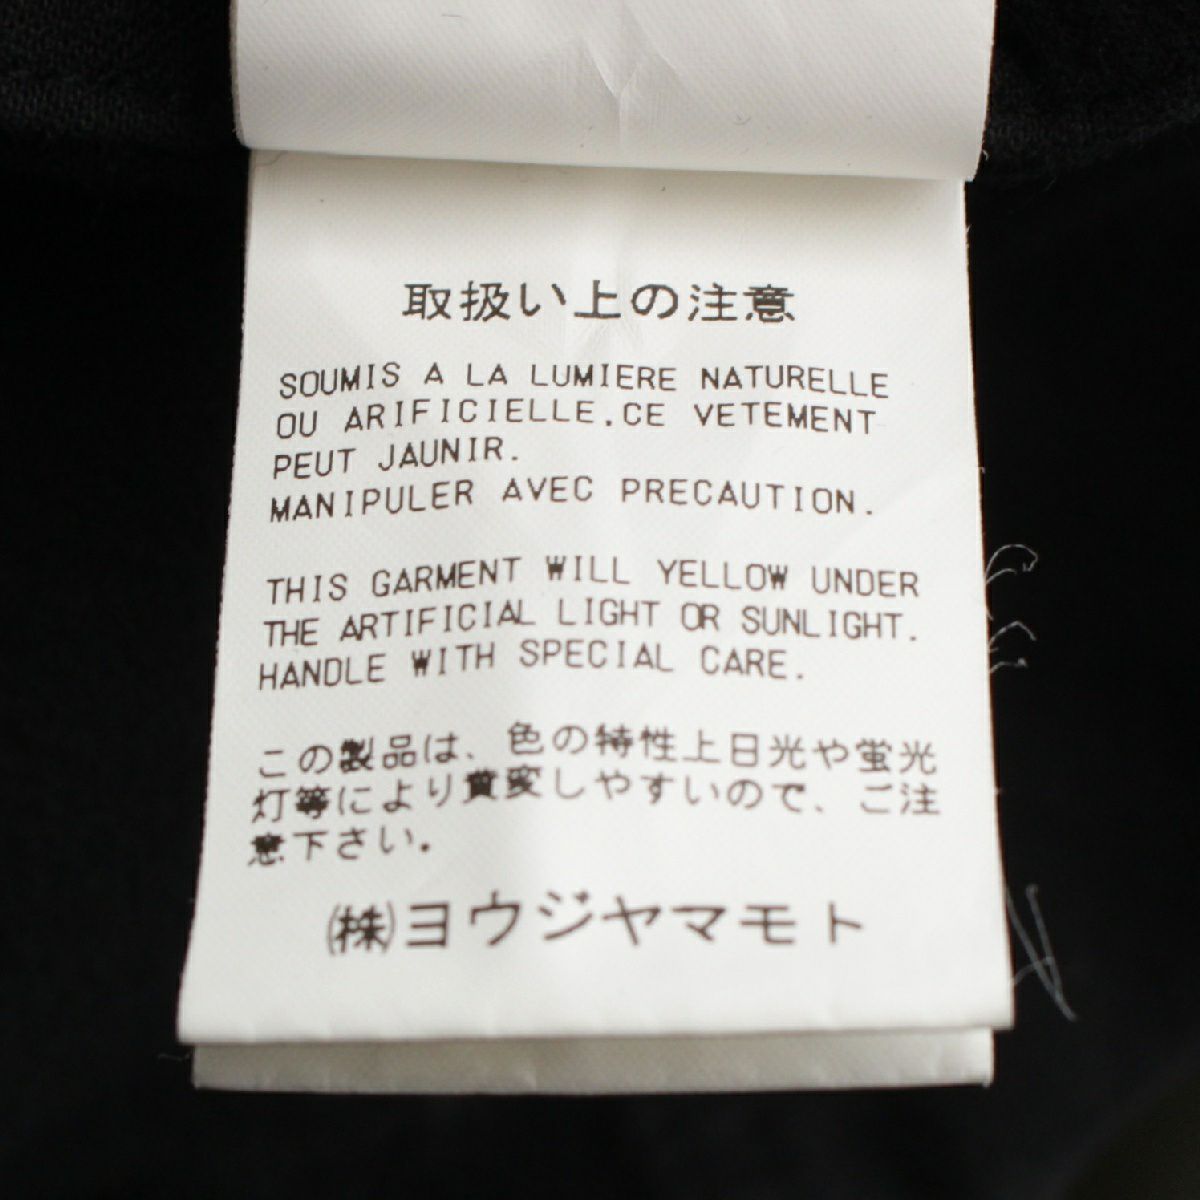 取扱い上の注意
SOUMIS A LA LUMIERE NATURELLE
OU ARIFICIELLE.CE VETEMENT
PEUT JAUNIR.
MANIPULER AVEC PRECAUTION.
THIS GARMENT WILL YELLOW UNDER
THE ARTIFICIAL LIGHT OR SUNLIGHT.
HANDLE WITH SPECIAL CARE.
この製品は、色の特性上日光や蛍光
灯等により黄変しやすいので、ご注
意下さい。
㈱ヨウジヤマモト